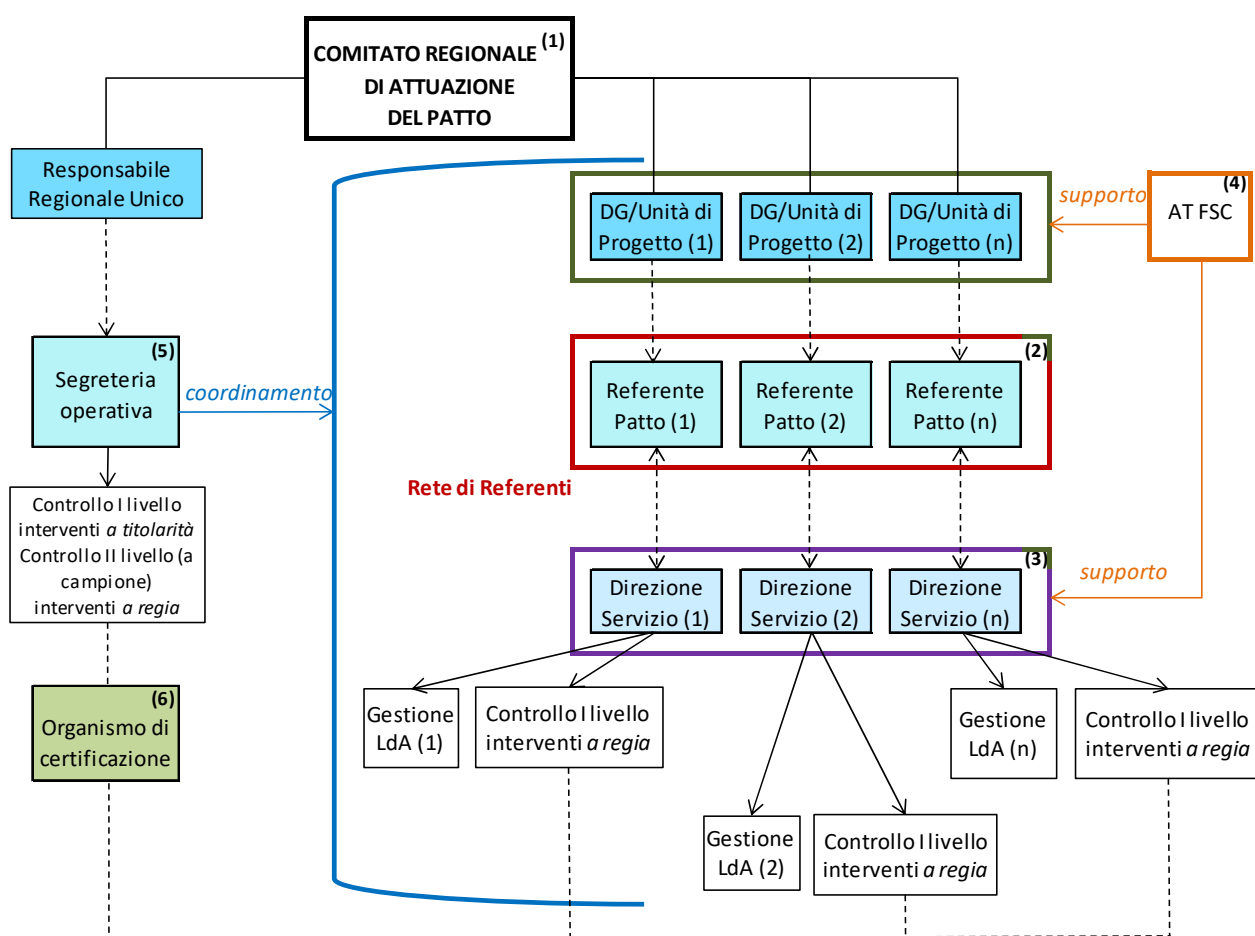 COMITATO REGIONALE (1)
DI ATTUAZIONE
DEL PATTO
Responsabile
Regionale Unico
DG/Unità di
Progetto (1)
DG/Unità di
Progetto (2)
DG/Unità di
Progetto (n)
supporto
(4)
AT FSC
(5)
Segreteria
operativa
coordinamento
(2)
Referente
Patto (1)
Referente
Patto (2)
Referente
Patto (n)
Rete di Referenti
Controllo I livello
interventi a titolarità
Controllo II livello (a
campione)
interventi a regia
(3)
Direzione
Servizio (1)
Direzione
Servizio (2)
Direzione
Servizio (n)
supporto
(6)
Organismo di
certificazione
Gestione
LdA (1)
Controllo I livello
interventi a regia
Gestione
LdA (2)
Controllo I livello
interventi a regia
Gestione
LdA (n)
Controllo I livello
interventi a regia